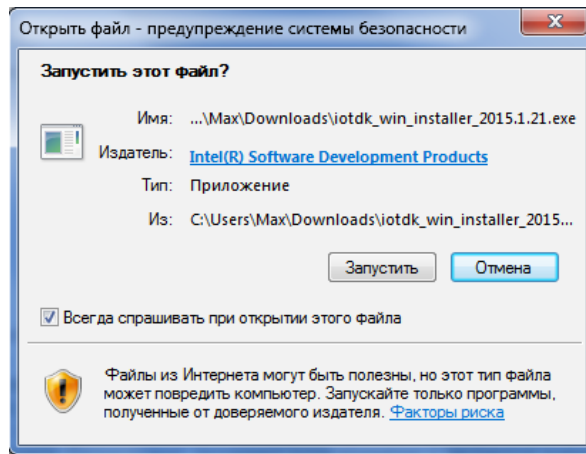 Открыть файл - предупреждение системы безопасности
Запустить этот файл?
Имя: ...\Max\Downloads\iotdk_win_installer_2015.1.21.exe
Издатель: Intel(R) Software Development Products
Тип: Приложение
Из: C:\Users\Max\Downloads\iotdk_win_installer_2015...
Запустить Отмена
Всегда спрашивать при открытии этого файла
Файлы из Интернета могут быть полезны, но этот тип файла
может повредить компьютер. Запускайте только программы,
полученные от доверяемого издателя. Факторы риска